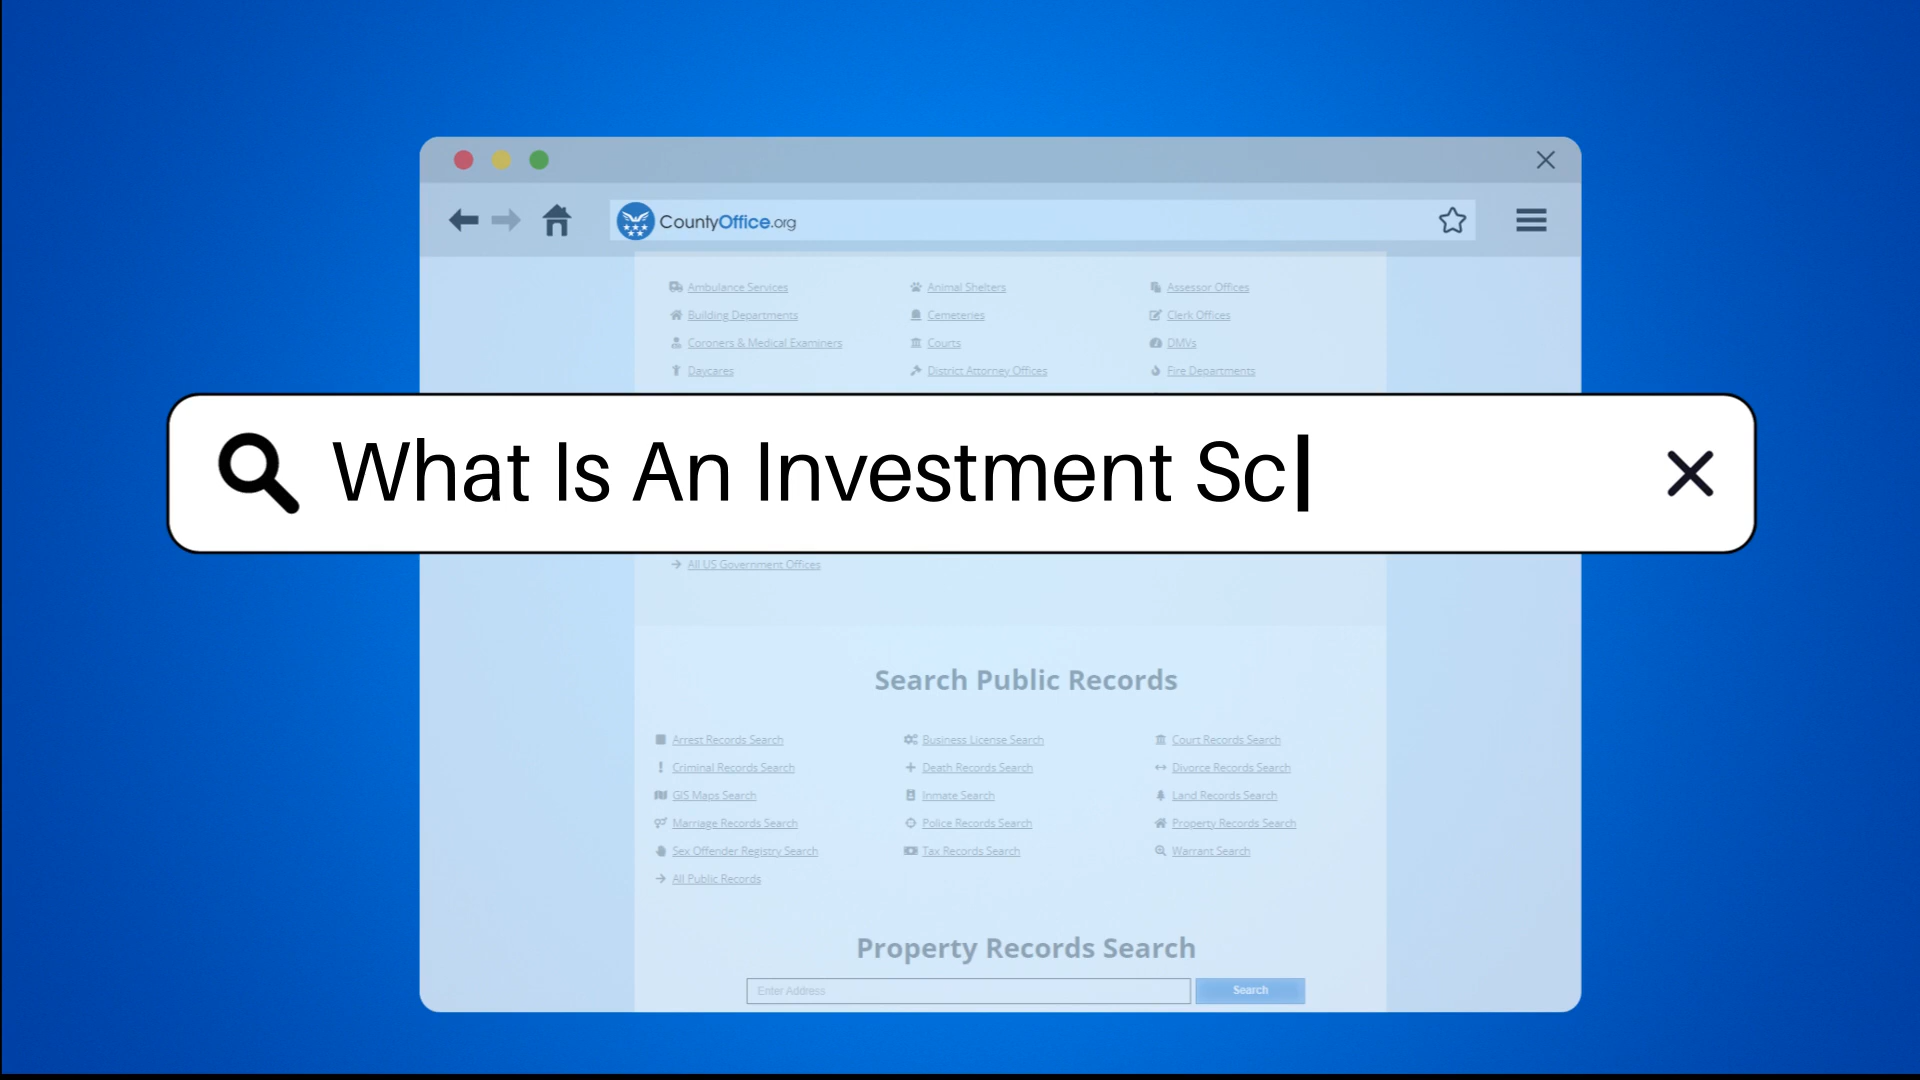 CountyOffice.org
Ambulance Services Animal Shelters Assessor Offices
Building Departments Cemeteries Clerk Offices
Coroners & Medical Examiners Courts DMVs
Daycares District Attorney Offices Fire Departments
What Is An Investment Sc
All US Government Offices
Search Public Records
Arrest Records Search Business License Search Court Records Search
Criminal Records Search Death Records Search Divorce Records Search
GIS Maps Search Inmate Search Land Records Search
Marriage Records Search Police Records Search Property Records Search
Sex Offender Registry Search Tax Records Search Warrant Search
All Public Records
Property Records Search
Enter Address Search